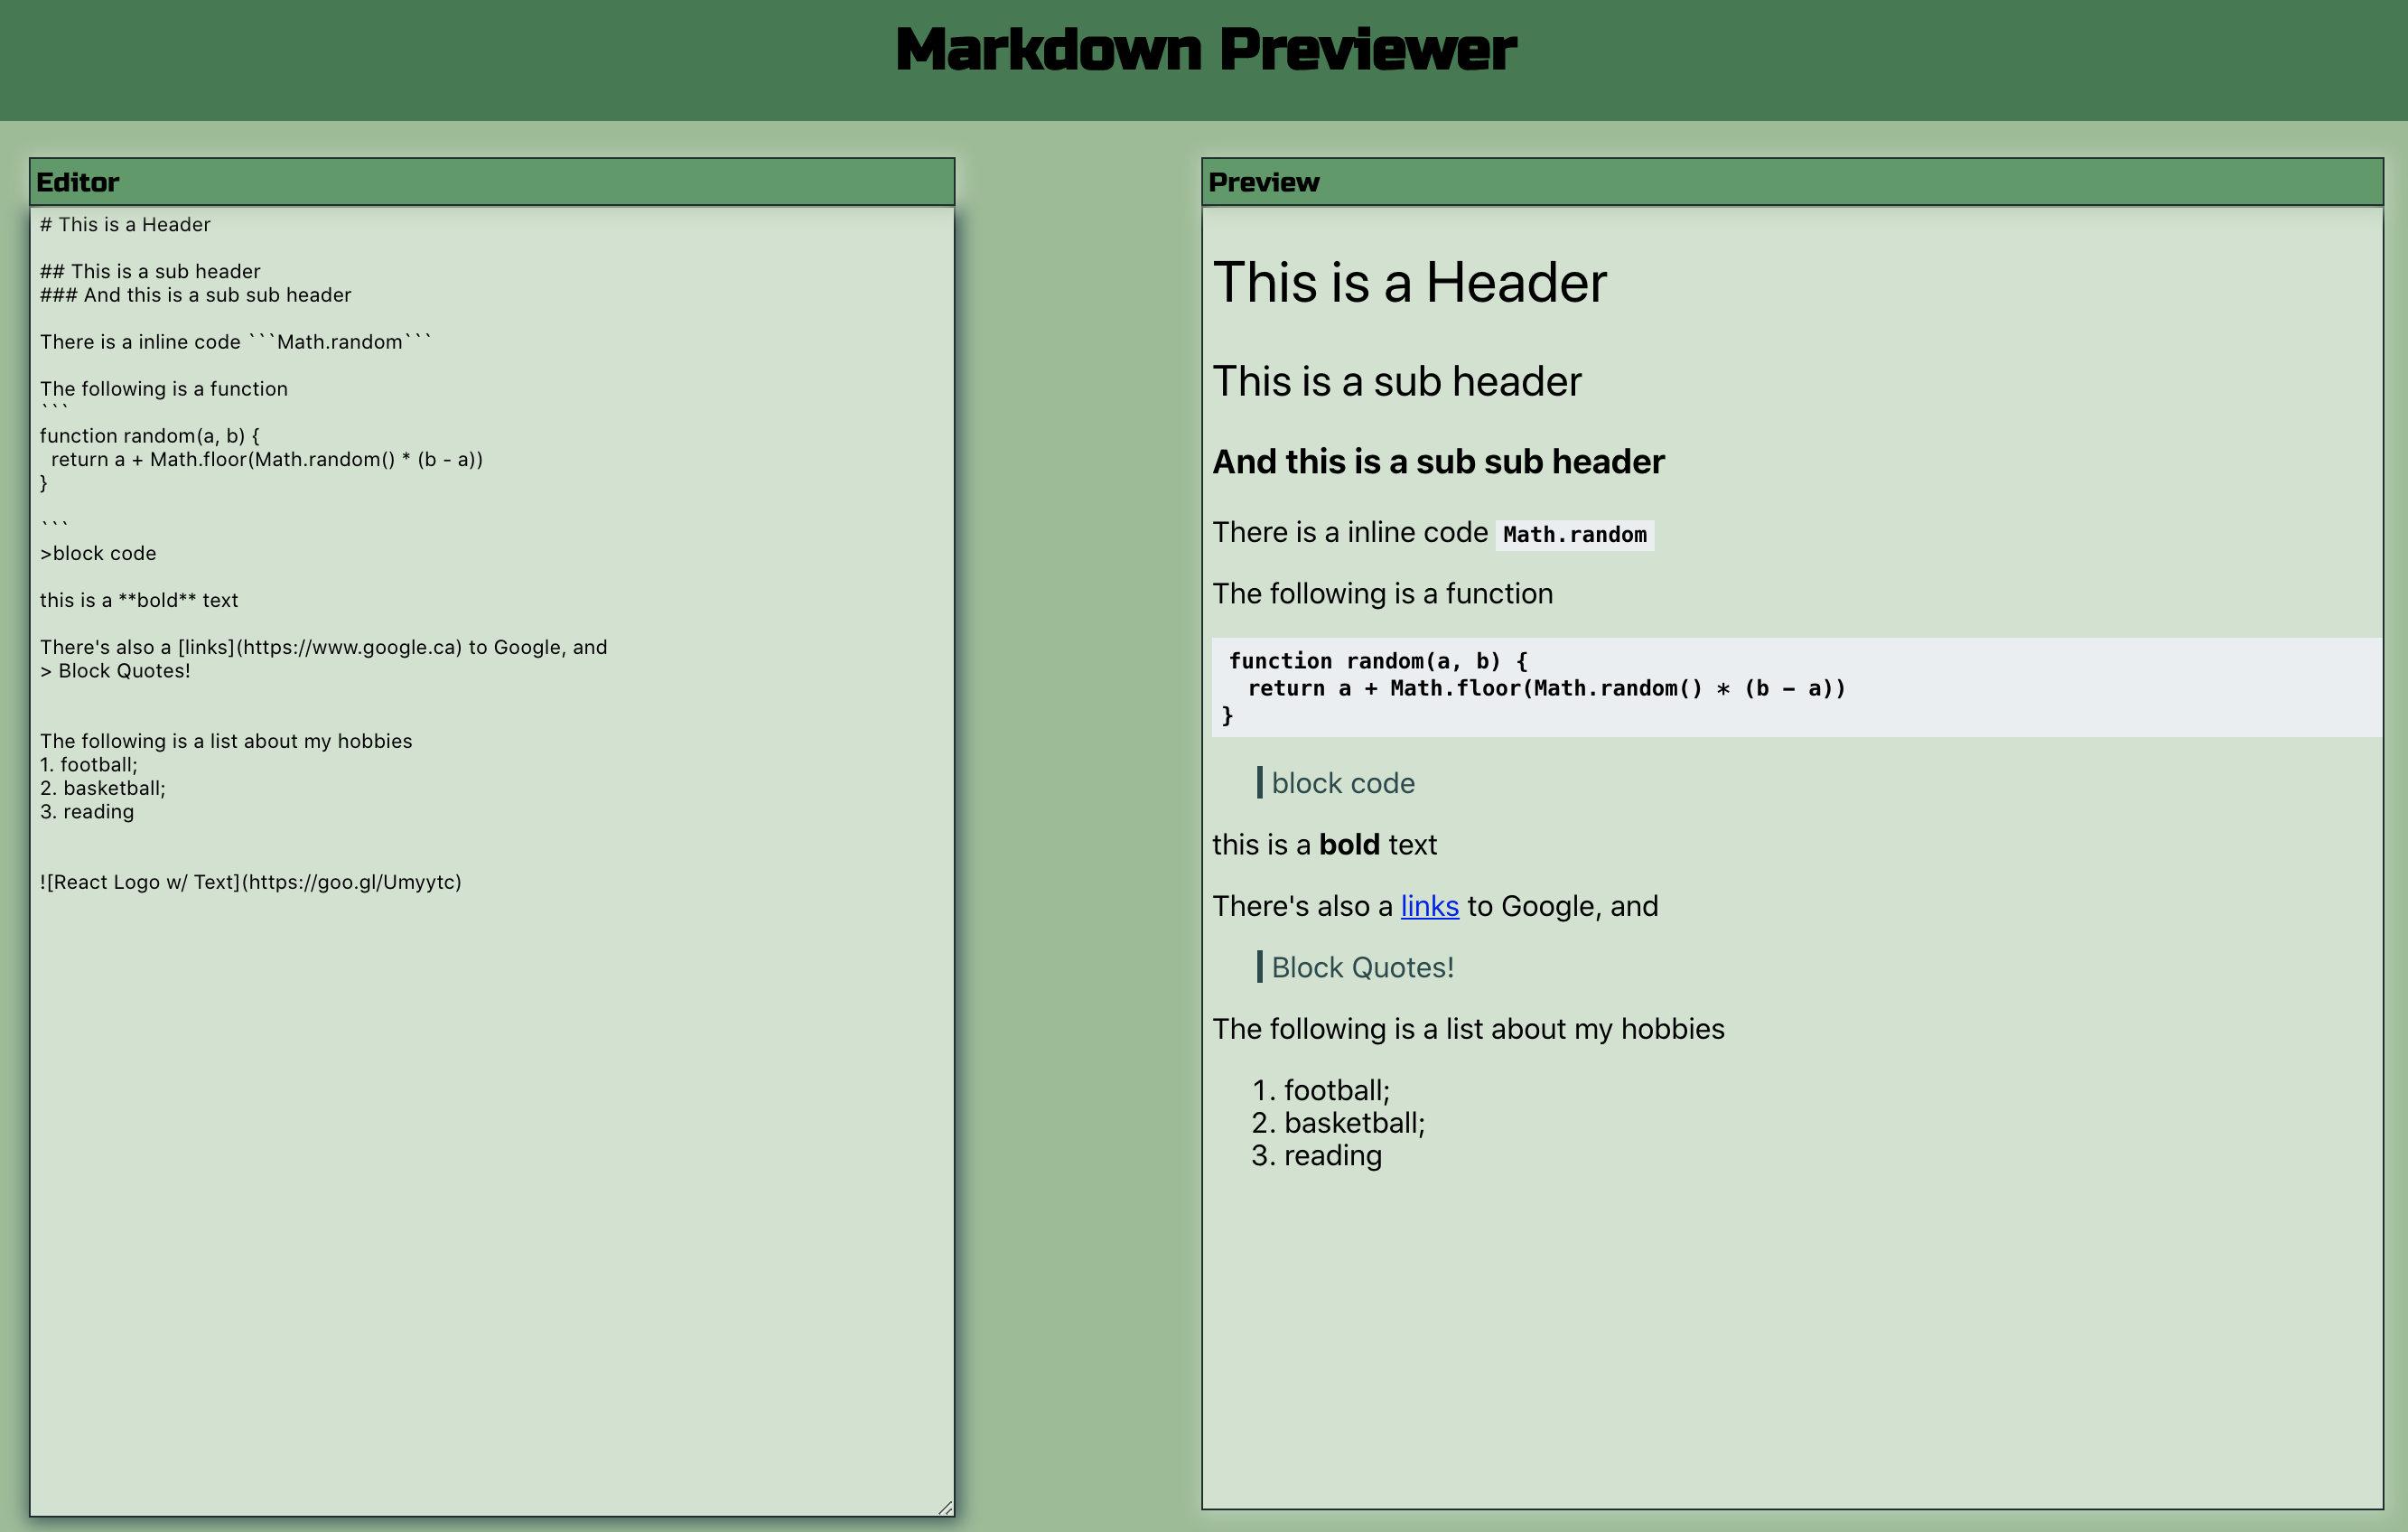 Markdown Previewer
Editor
# This is a Header
## This is a sub header
### And this is a sub sub header
There is a inline code ```Math.random```
The following is a function
```
function random(a, b) {
  return a + Math.floor(Math.random() * (b - a))
}
```
>block code
this is a **bold** text
There's also a [links](https://www.google.ca) to Google, and
> Block Quotes!
The following is a list about my hobbies
1. football;
2. basketball;
3. reading
![React Logo w/ Text](https://goo.gl/Umyytc)
Preview
This is a Header
This is a sub header
And this is a sub sub header
There is a inline code Math.random
The following is a function
function random(a, b) {
  return a + Math.floor(Math.random() * (b - a))
}
block code
this is a bold text
There's also a links to Google, and
Block Quotes!
The following is a list about my hobbies
1. football;
2. basketball;
3. reading